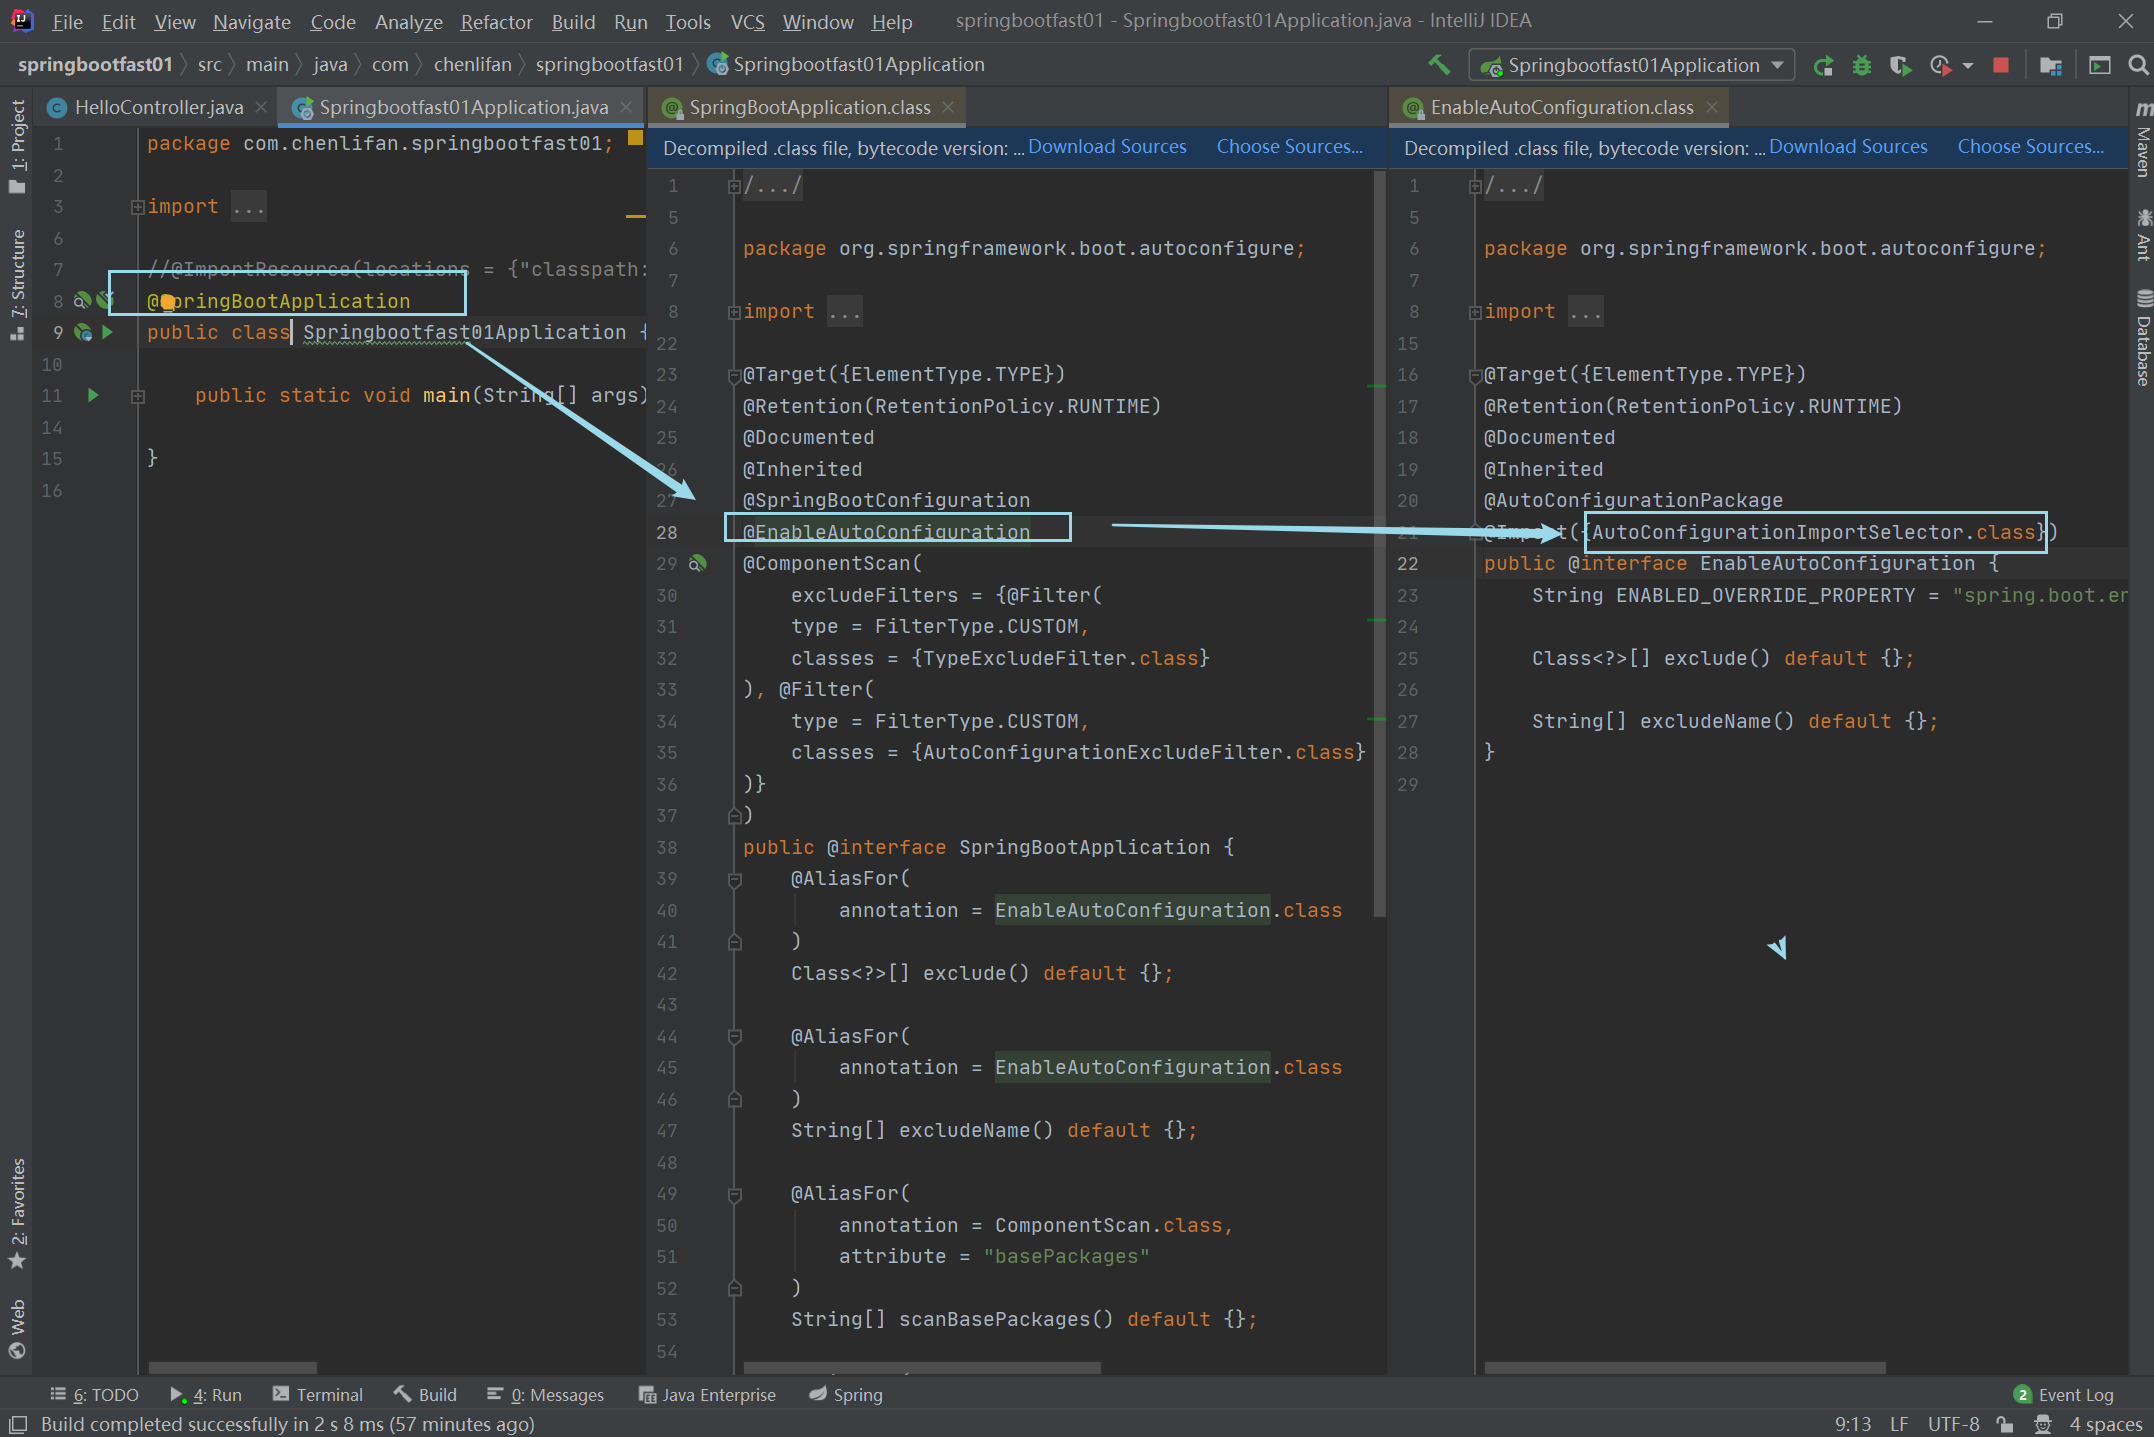 File Edit View Navigate Code Analyze Refactor Build Run Tools VCS Window Help springbootfast01 - Springbootfast01Application.java - IntelliJ IDEA
springbootfast01 src main java com chenlifan springbootfast01 Springbootfast01Application Springbootfast01Application
HelloController.java Springbootfast01Application.java SpringBootApplication.class EnableAutoConfiguration.class
1: Project
7: Structure
2: Favorites
Web
1 package com.chenlifan.springbootfast01;
2
3 import ...
6
7 //@ImportResource(locations = {"classpath:
8 @SpringBootApplication
9 public class Springbootfast01Application {
10
11 public static void main(String[] args)
14
15 }
16
Decompiled .class file, bytecode version: ... Download Sources Choose Sources...
1 /.../
5
6 package org.springframework.boot.autoconfigure;
7
8 import ...
22
23 @Target({ElementType.TYPE})
24 @Retention(RetentionPolicy.RUNTIME)
25 @Documented
26 @Inherited
27 @SpringBootConfiguration
28 @EnableAutoConfiguration
29 @ComponentScan(
30 excludeFilters = {@Filter(
31 type = FilterType.CUSTOM,
32 classes = {TypeExcludeFilter.class}
33 ), @Filter(
34 type = FilterType.CUSTOM,
35 classes = {AutoConfigurationExcludeFilter.class}
36 )}
37 )
38 public @interface SpringBootApplication {
39 @AliasFor(
40 annotation = EnableAutoConfiguration.class
41 )
42 Class<?>[] exclude() default {};
43
44 @AliasFor(
45 annotation = EnableAutoConfiguration.class
46 )
47 String[] excludeName() default {};
48
49 @AliasFor(
50 annotation = ComponentScan.class,
51 attribute = "basePackages"
52 )
53 String[] scanBasePackages() default {};
54
Decompiled .class file, bytecode version: ... Download Sources Choose Sources...
1 /.../
5
6 package org.springframework.boot.autoconfigure;
7
8 import ...
15
16 @Target({ElementType.TYPE})
17 @Retention(RetentionPolicy.RUNTIME)
18 @Documented
19 @Inherited
20 @AutoConfigurationPackage
21 @Import({AutoConfigurationImportSelector.class})
22 public @interface EnableAutoConfiguration {
23 String ENABLED_OVERRIDE_PROPERTY = "spring.boot.en
24
25 Class<?>[] exclude() default {};
26
27 String[] excludeName() default {};
28 }
29
Maven
Ant
Database
6: TODO 4: Run Terminal Build 0: Messages Java Enterprise Spring 2 Event Log
Build completed successfully in 2 s 8 ms (57 minutes ago) 9:13 LF UTF-8 4 spaces